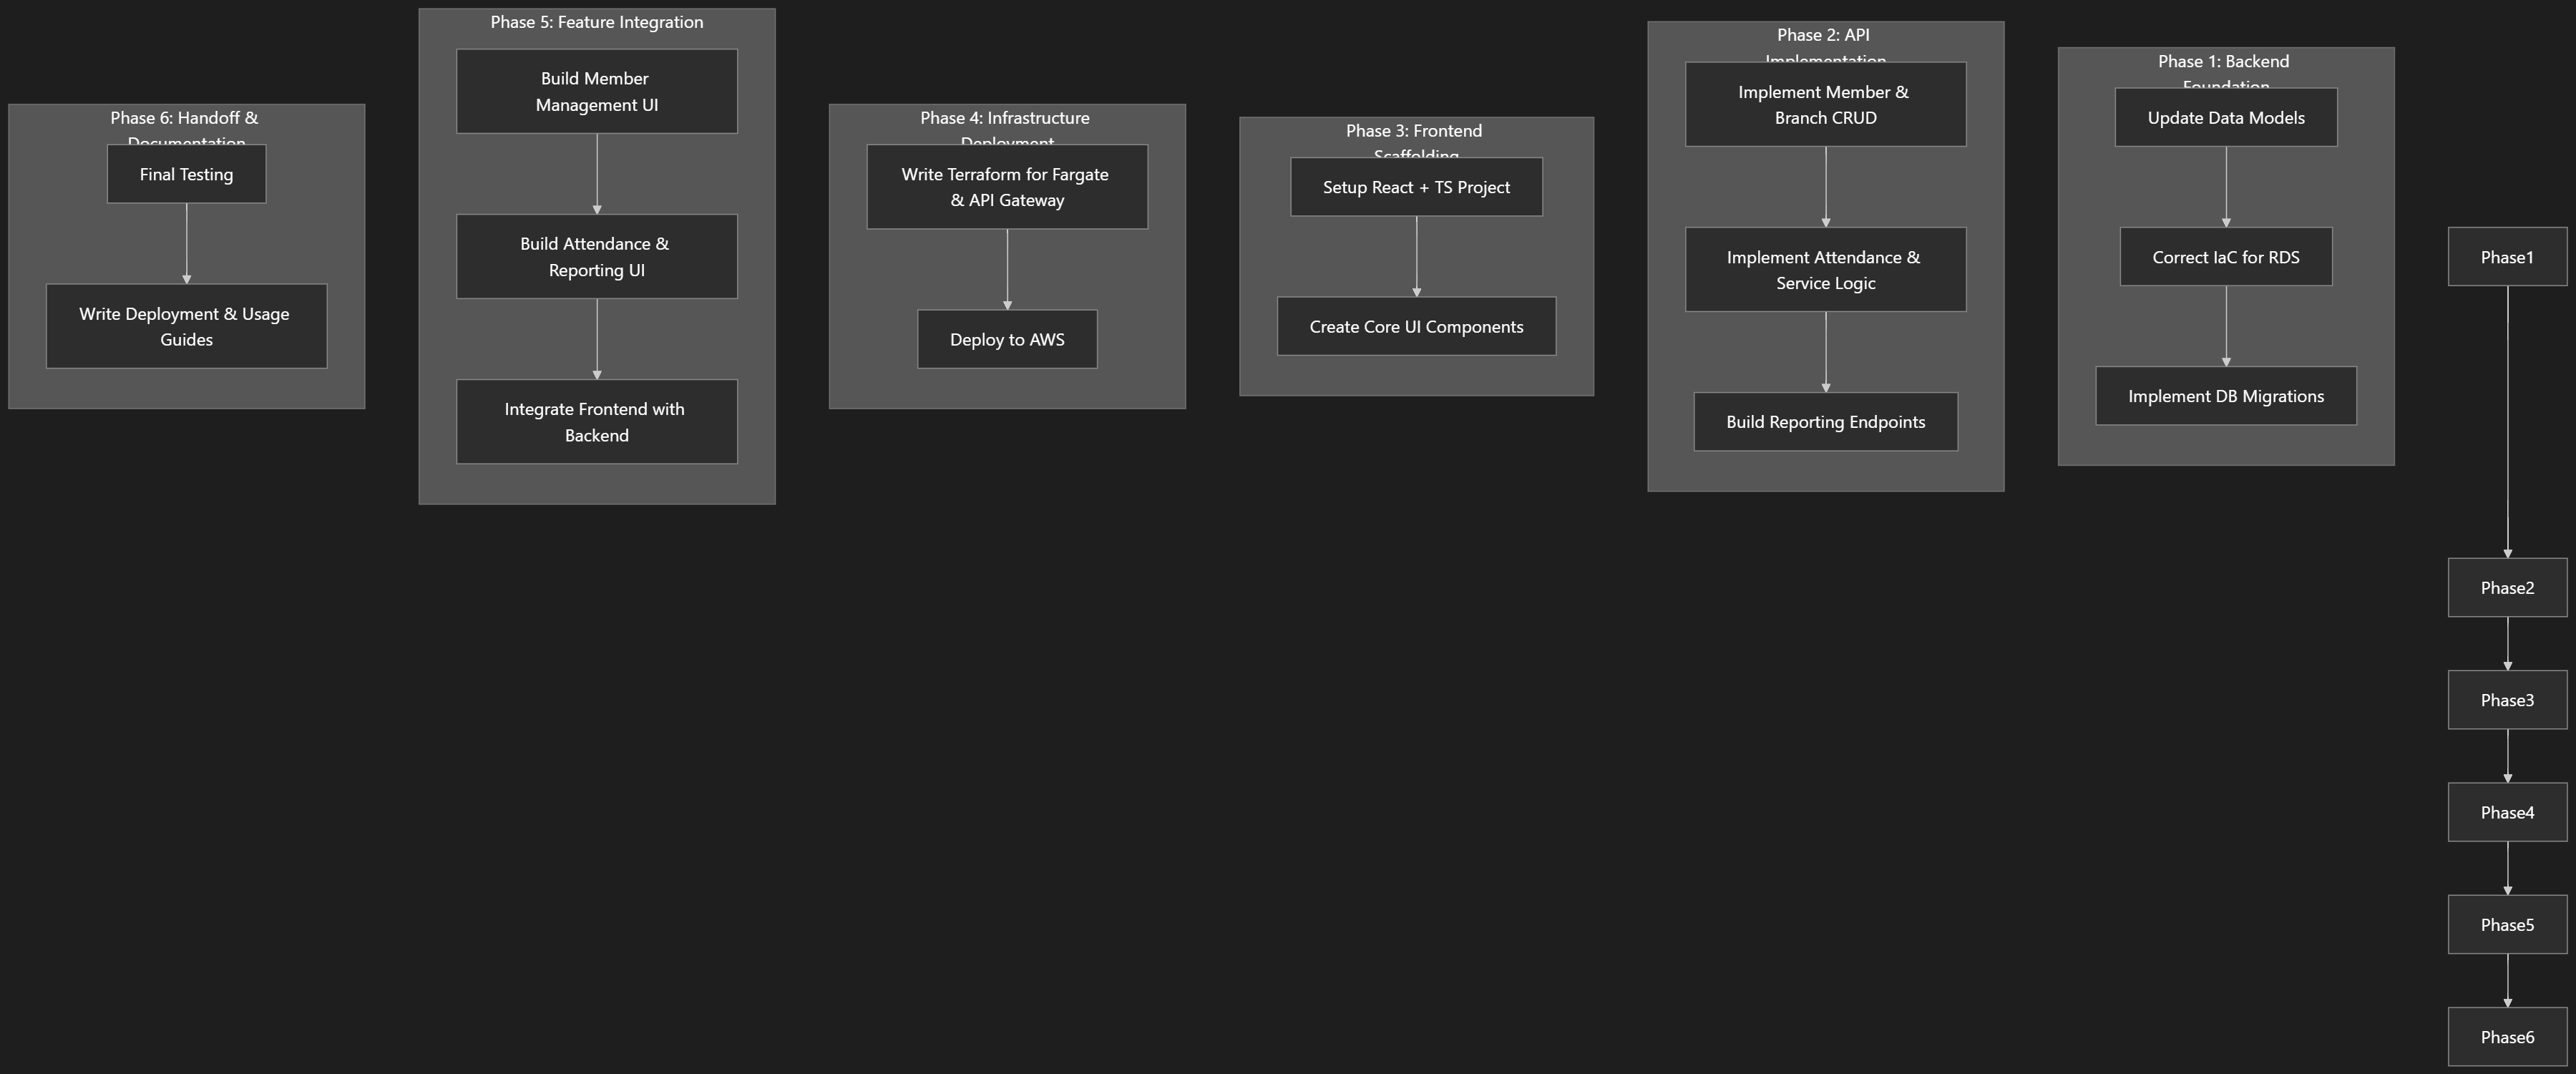 Phase 6: Handoff &
Documentation
Final Testing
Write Deployment & Usage
Guides
Phase 5: Feature Integration
Build Member
Management UI
Build Attendance &
Reporting UI
Integrate Frontend with
Backend
Phase 4: Infrastructure
Deployment
Write Terraform for Fargate
& API Gateway
Deploy to AWS
Phase 3: Frontend
Scaffolding
Setup React + TS Project
Create Core UI Components
Phase 2: API
Implementation
Implement Member &
Branch CRUD
Implement Attendance &
Service Logic
Build Reporting Endpoints
Phase 1: Backend
Foundation
Update Data Models
Correct IaC for RDS
Implement DB Migrations
Phase1
Phase2
Phase3
Phase4
Phase5
Phase6